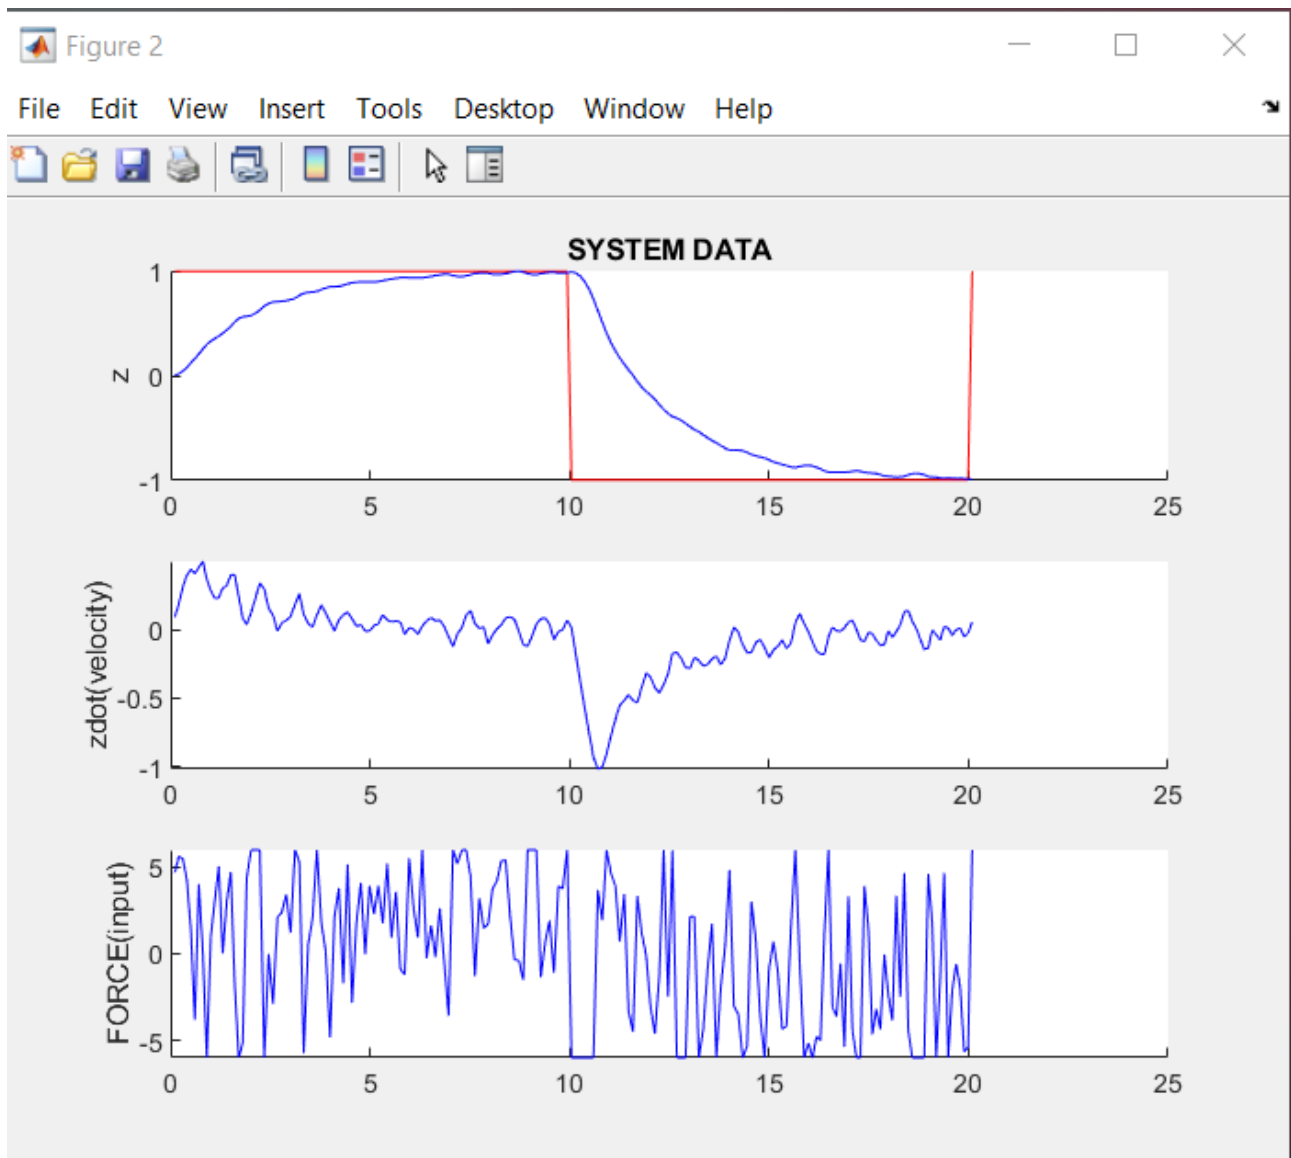 Figure 2
File Edit View Insert Tools Desktop Window Help
SYSTEM DATA
z
1
0
-1
0 5 10 15 20 25
zdot(velocity)
0
-0.5
-1
0 5 10 15 20 25
FORCE(input)
5
0
-5
0 5 10 15 20 25